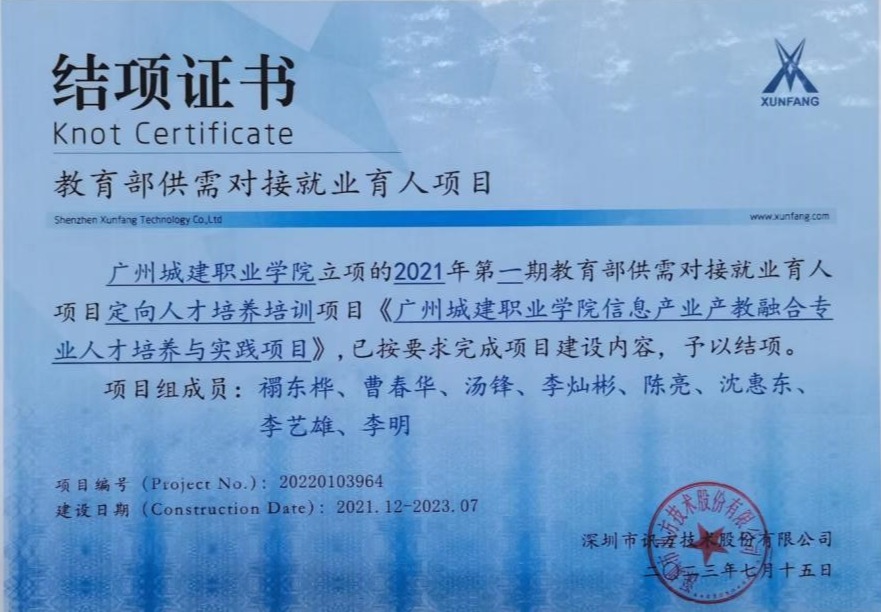 结项证书
XUNFANG
Knot Certificate
教育部供需对接就业育人项目
Shenzhen Xunfang Technology Co.,Ltd
www.xunfang.com
广州城建职业学院立项的2021年第一期教育部供需对接就业育人
项目定向人才培养培训项目《广州城建职业学院信息产业产教融合专
业人才培养与实践项目》,已按要求完成项目建设内容，予以结项。
项目组成员：禤东桦、曹春华、汤锋、李灿彬、陈亮、沈惠东、
李艺雄、李明
项目编号（Project No.）：20220103964
建设日期（Construction Date）：2021.12-2023.07
深圳市讯方技术股份有限公司
二〇二三年七月十五日